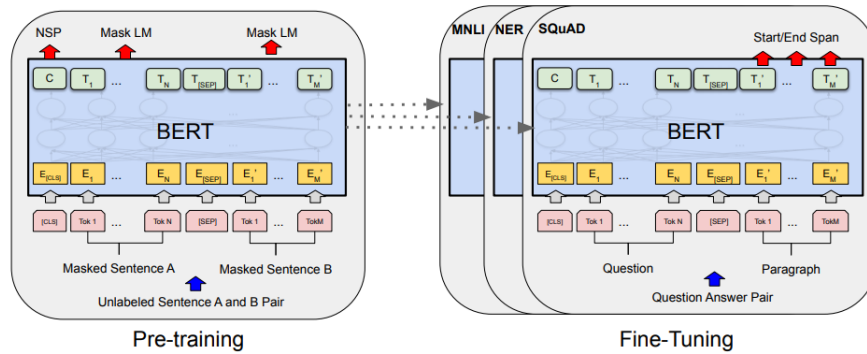 NSP Mask LM Mask LM
C T1 ... TN T[SEP] T1' ... TM'
BERT
E[CLS] E1 ... EN E[SEP] E1' ... EM'
[CLS] Tok 1 ... Tok N [SEP] Tok 1 ... TokM
Masked Sentence A Masked Sentence B
Unlabeled Sentence A and B Pair
Pre-training
MNLI NER SQuAD
Start/End Span
C T1 ... TN T[SEP] T1' ... TM'
BERT
E[CLS] E1 ... EN E[SEP] E1' ... EM'
[CLS] Tok 1 ... Tok N [SEP] Tok 1 ... TokM
Question Paragraph
Question Answer Pair
Fine-Tuning